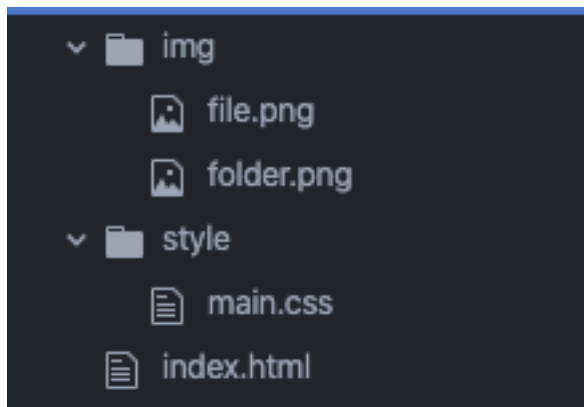 img
file.png
folder.png
style
main.css
index.html